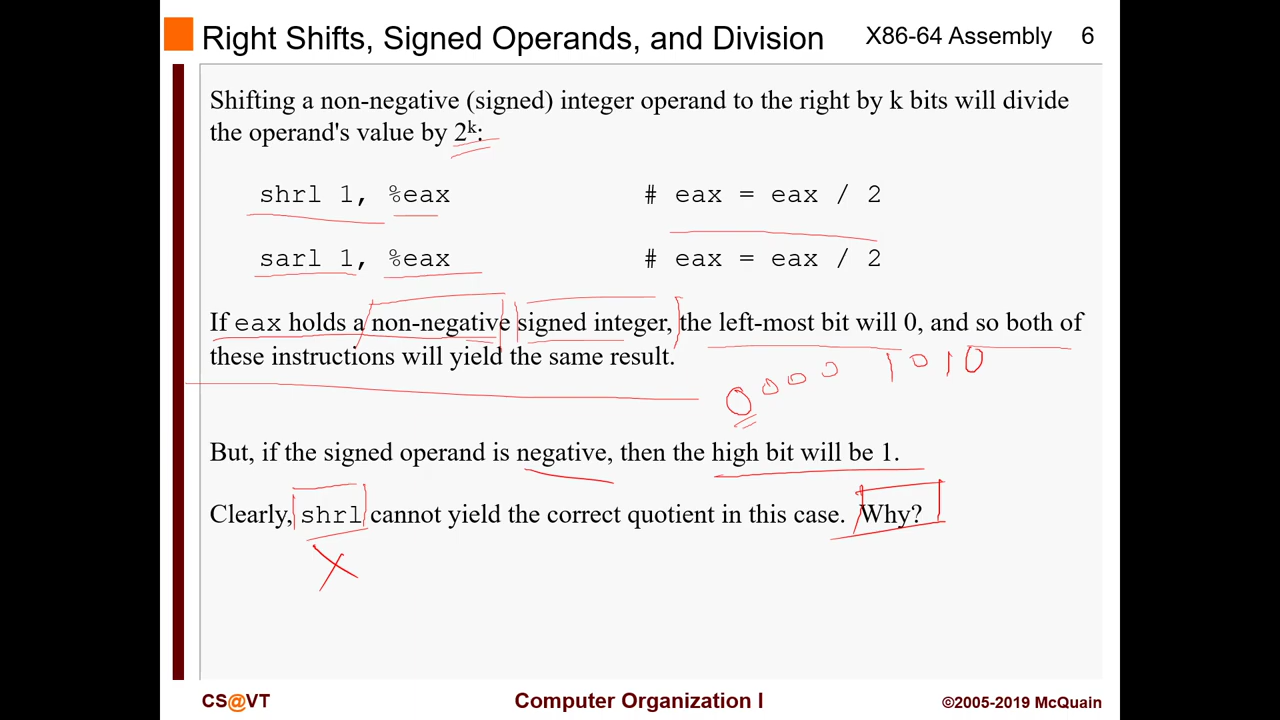 Right Shifts, Signed Operands, and Division
X86-64 Assembly 6
Shifting a non-negative (signed) integer operand to the right by k bits will divide
the operand's value by 2ᵏ:
shrl 1, %eax # eax = eax / 2
sarl 1, %eax # eax = eax / 2
If eax holds a non-negative signed integer, the left-most bit will 0, and so both of
these instructions will yield the same result.
0000 1010
But, if the signed operand is negative, then the high bit will be 1.
Clearly, shrl cannot yield the correct quotient in this case. Why?
CS@VT Computer Organization I ©2005-2019 McQuain